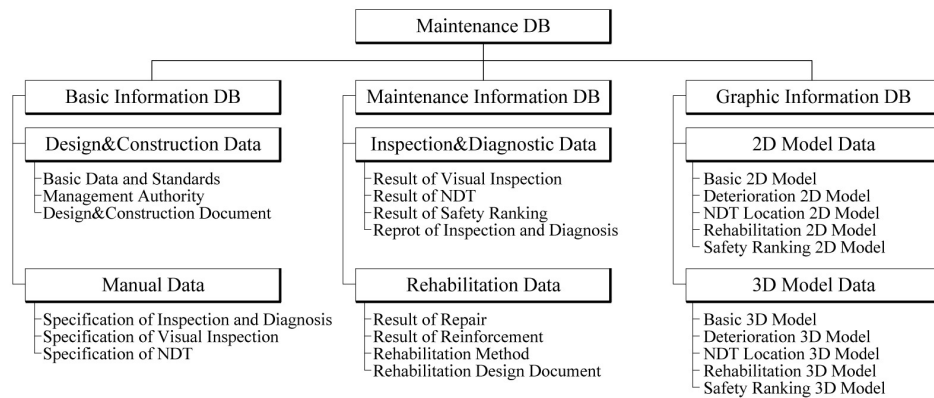 Maintenance DB
Basic Information DB
Design&Construction Data
Basic Data and Standards
Management Authority
Design&Construction Document
Manual Data
Specification of Inspection and Diagnosis
Specification of Visual Inspection
Specification of NDT
Maintenance Information DB
Inspection&Diagnostic Data
Result of Visual Inspection
Result of NDT
Result of Safety Ranking
Reprot of Inspection and Diagnosis
Rehabilitation Data
Result of Repair
Result of Reinforcement
Rehabilitation Method
Rehabilitation Design Document
Graphic Information DB
2D Model Data
Basic 2D Model
Deterioration 2D Model
NDT Location 2D Model
Rehabilitation 2D Model
Safety Ranking 2D Model
3D Model Data
Basic 3D Model
Deterioration 3D Model
NDT Location 3D Model
Rehabilitation 3D Model
Safety Ranking 3D Model